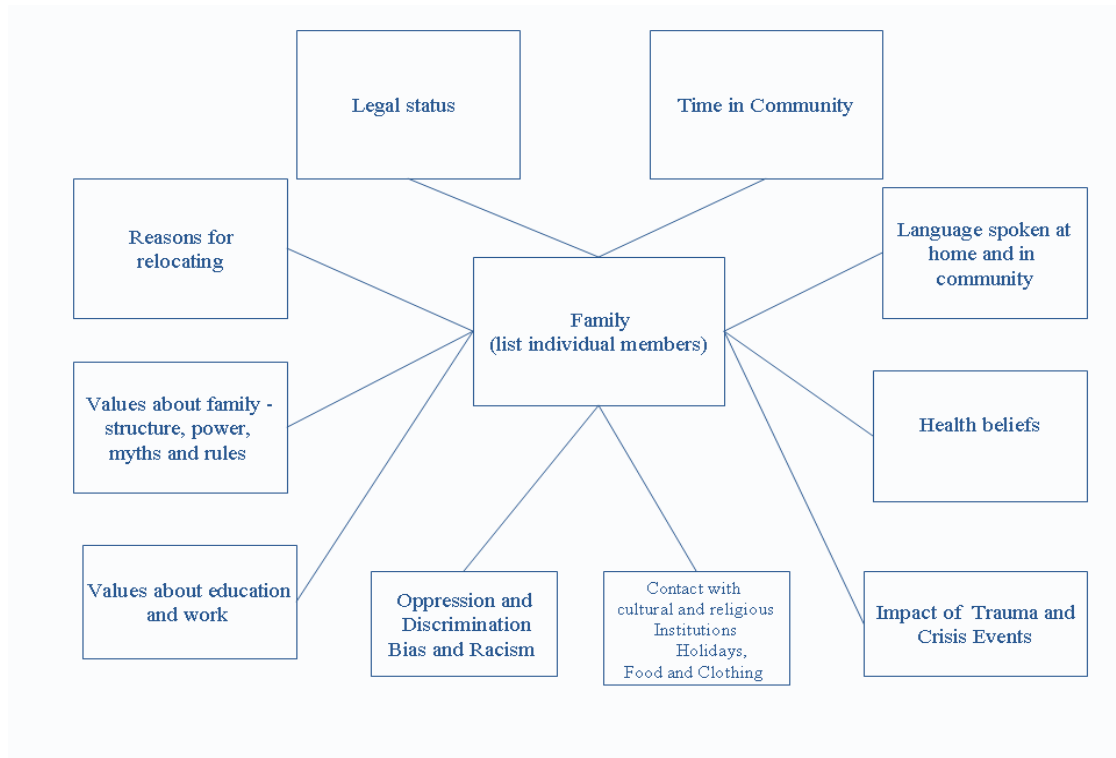 Legal status
Time in Community
Reasons for
relocating
Language spoken at
home and in
community
Family
(list individual members)
Values about family -
structure, power,
myths and rules
Health beliefs
Values about education
and work
Oppression and
Discrimination
Bias and Racism
Contact with
cultural and religious
Institutions
Holidays,
Food and Clothing
Impact of Trauma and
Crisis Events